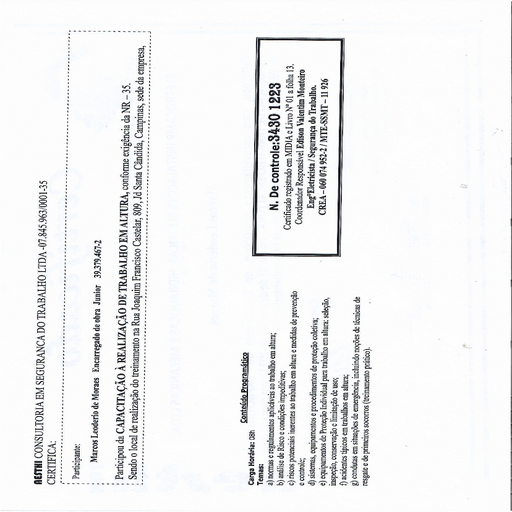 REITHI CONSULTORIA EM SEGURANCA DO TRABALHO LTDA -07.845.963/0001-35
CERTIFICA:
Participante:
Marcos Londerlo de Moraes Encarregado de obra Junior 39.379.467-2
Participou da CAPACITAÇÃO À REALIZAÇÃO DE TRABALHO EM ALTURA, conforme exigência da NR – 35.
Sendo o local de realização do treinamento na Rua Joaquim Francisco Castelar, 809, Jd Santa Cândida, Campinas, sede da empresa,
Conteúdo Programático
Carga Horária: 08h
Temas:
a) normas e regulamentos aplicáveis ao trabalho em altura;
b) análise de Risco e condições impeditivas;
c) riscos potenciais inerentes ao trabalho em altura e medidas de prevenção
e controle;
d) sistemas, equipamentos e procedimentos de proteção coletiva;
e) equipamentos de Proteção Individual para trabalho em altura: seleção,
inspeção, conservação e limitação de uso;
f) acidentes típicos em trabalhos em altura;
g) condutas em situações de emergência, incluindo noções de técnicas de
resgate e de primeiros socorros (treinamento prático).
N. De controle:3430 1223
Certificado registrado em MIDIA e Livro Nº 01 a folha 13.
Coordenador Responsível Edison Valentim Monteiro
Engº Eletricista / Segurança do Trabalho.
CREA – 060 074 952-2 / MTE-SSMT – 11 926